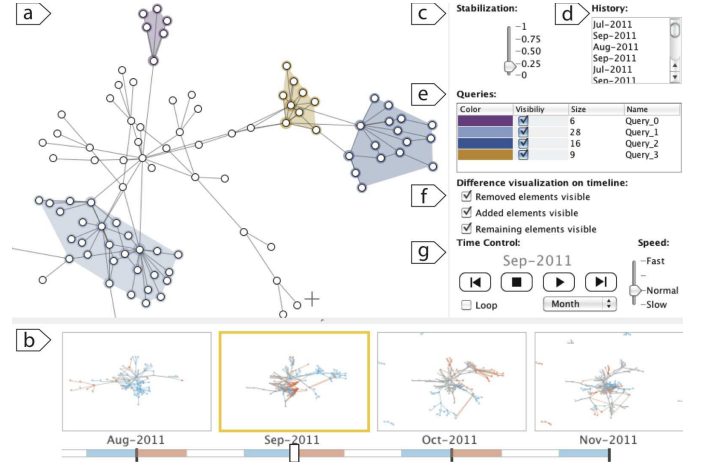 a
c
Stabilization:
1
0.75
0.50
0.25
0
d
History:
Jul-2011
Sep-2011
Aug-2011
Sep-2011
Jul-2011
Sep-2011
e
Queries:
Color Visibiliy Size Name
6 Query_0
28 Query_1
16 Query_2
9 Query_3
f
Difference visualization on timeline:
Removed elements visible
Added elements visible
Remaining elements visible
g
Time Control:
Speed:
Sep-2011
Fast
Normal
Slow
Loop
Month
b
Aug-2011
Sep-2011
Oct-2011
Nov-2011